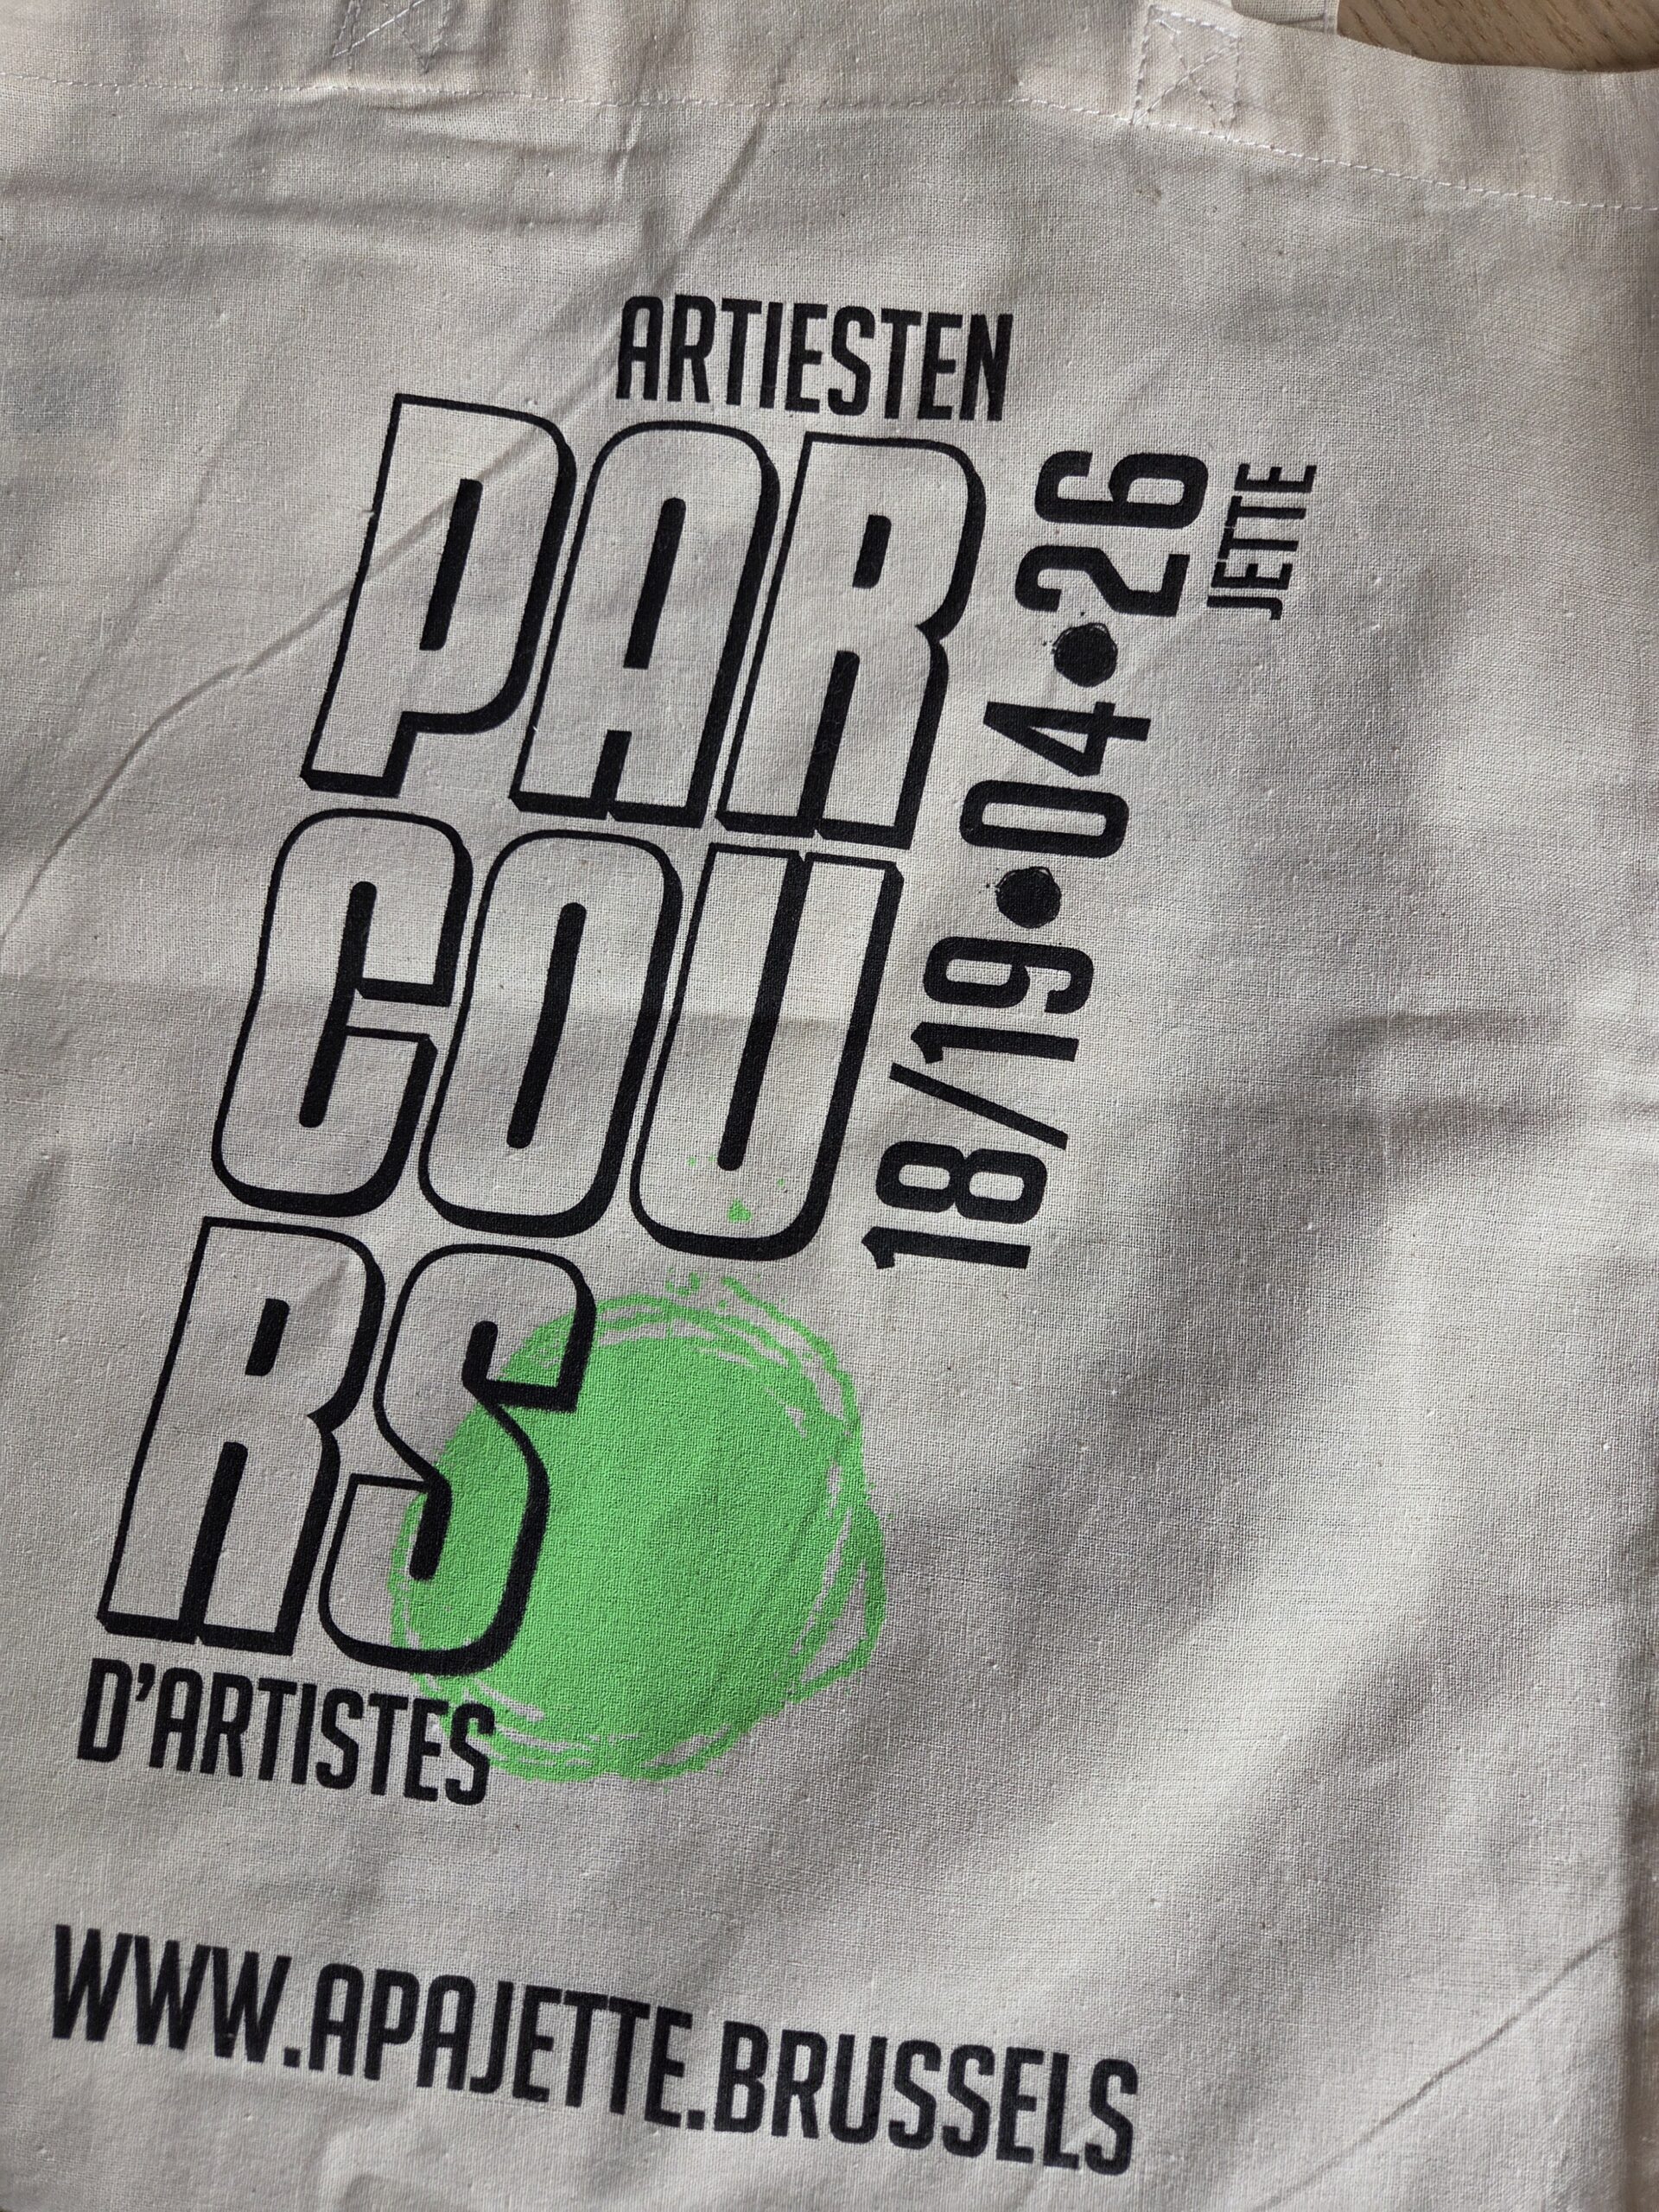 ARTIESTEN
PAR
COU
RS
D'ARTISTES
18/19•04•26
JETTE
WWW.APAJETTE.BRUSSELS